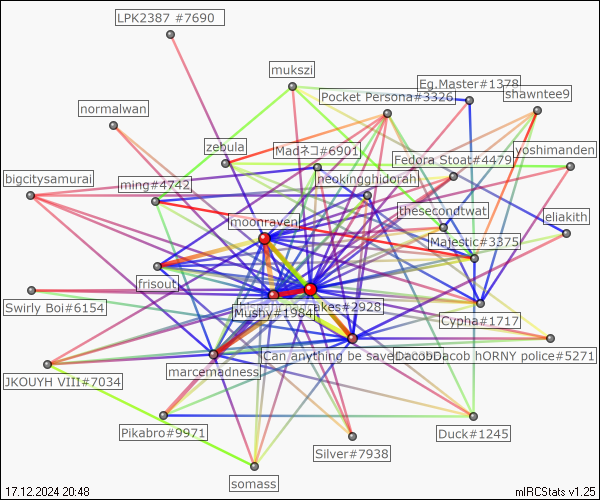 LPK2387 #7690
mukszi
Eg.Master#1378
Pocket Persona#3326
shawntee9
normalwan
zebula
Madネコ#6901
yoshimanden
Fedora Stoat#4479
bigcitysamurai
ming#4742
neokingghidorah
thesecondtwat
moonraven
eliakith
Majestic#3375
frisout
Swirly Boi#6154
akes#2928
Mushy#1984
Cypha#1717
Can anything be saved
DacobDacob hORNY police#5271
JKOUYH VIII#7034
marcemadness
Pikabro#9971
Duck#1245
Silver#7938
somass
17.12.2024 20:48
mIRCStats v1.25